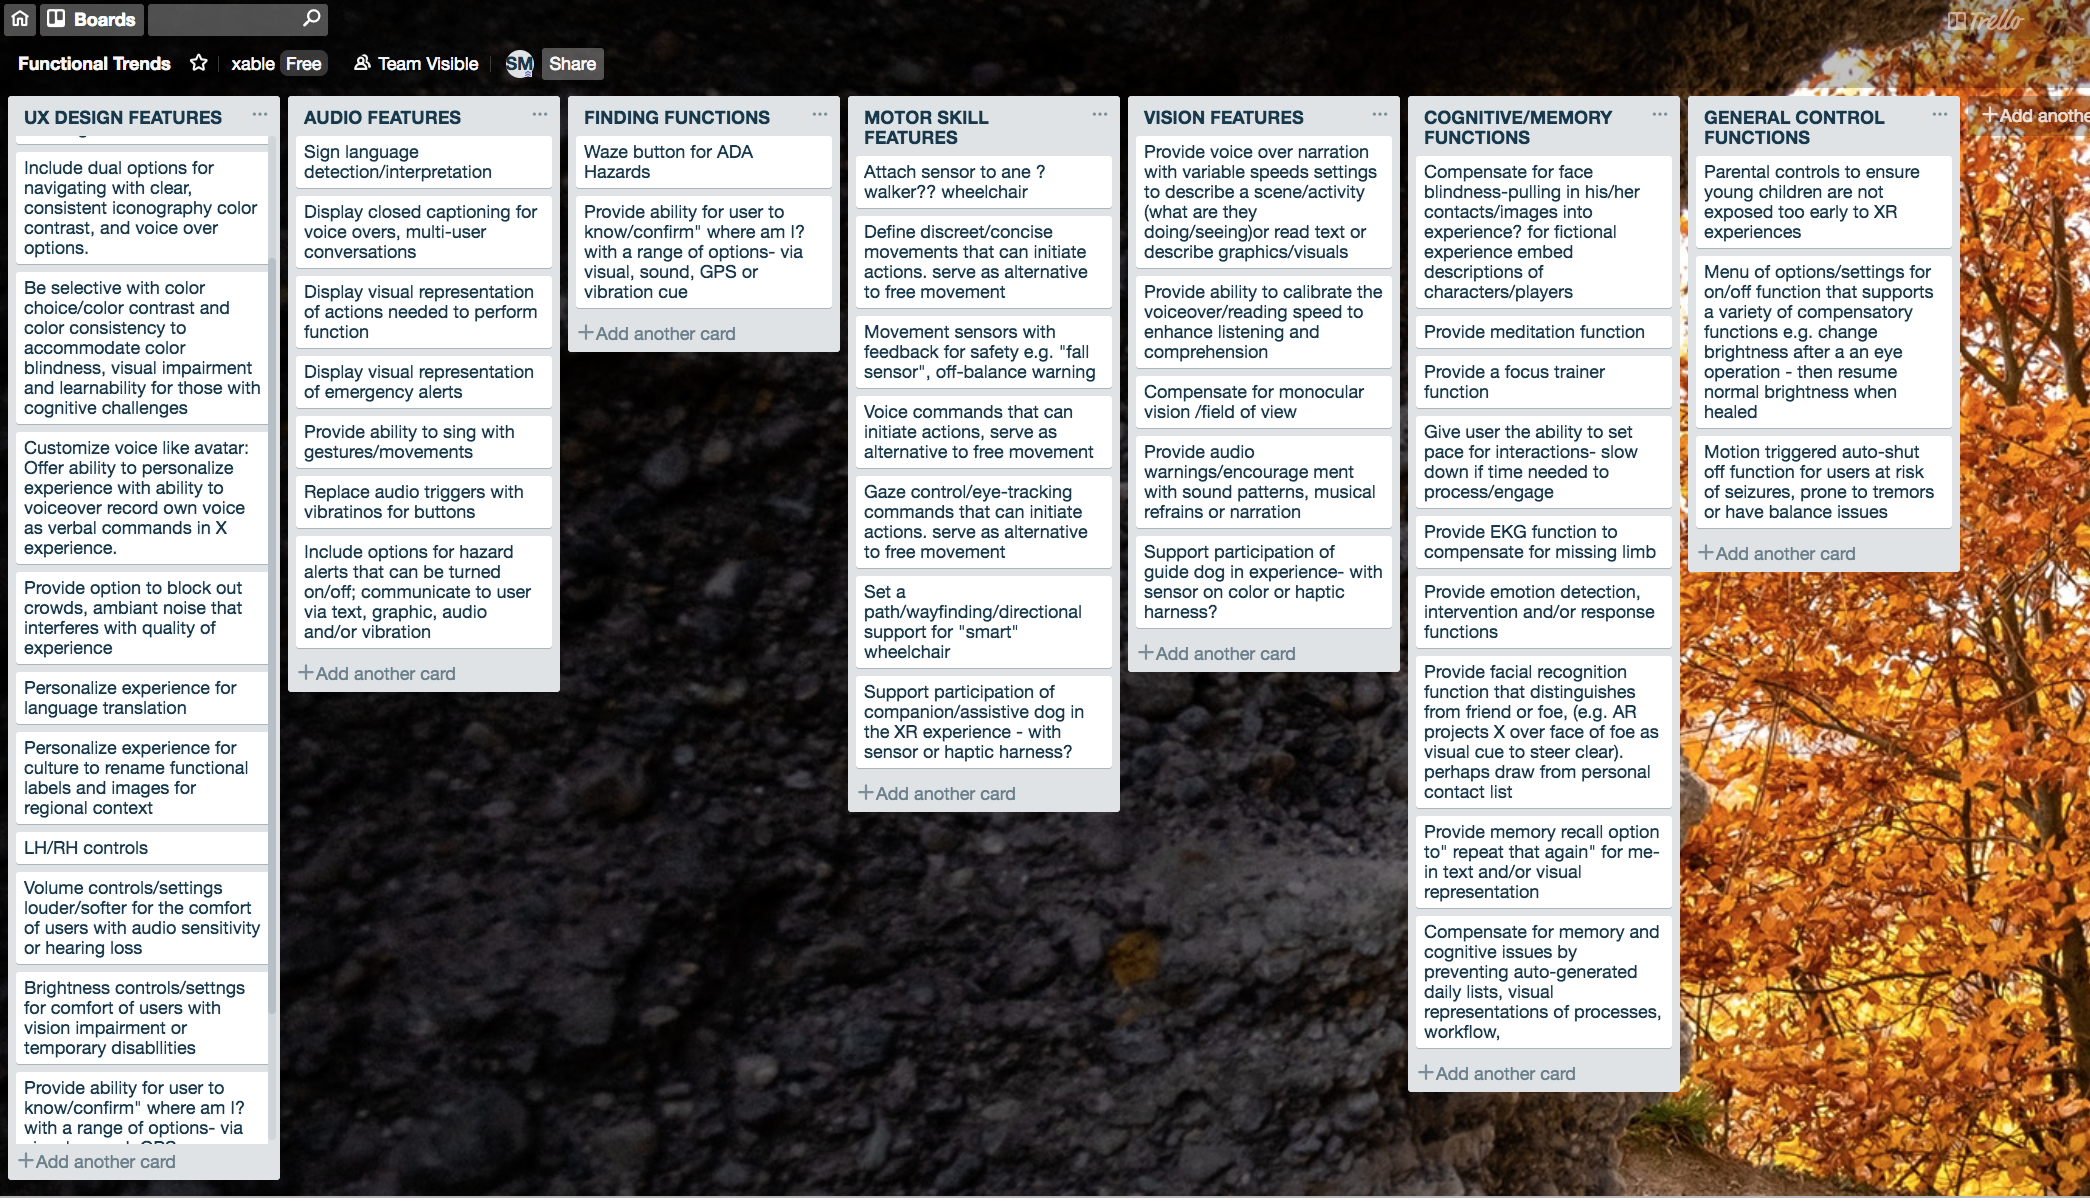 Boards
Trello
Functional Trends
xable Free
Team Visible
SM
Share
UX DESIGN FEATURES
Include dual options for
navigating with clear,
consistent iconography color
contrast, and voice over
options.
Be selective with color
choice/color contrast and
color consistency to
accommodate color
blindness, visual impairment
and learnability for those with
cognitive challenges
Customize voice like avatar:
Offer ability to personalize
experience with ability to
voiceover record own voice
as verbal commands in X
experience.
Provide option to block out
crowds, ambiant noise that
interferes with quality of
experience
Personalize experience for
language translation
Personalize experience for
culture to rename functional
labels and images for
regional context
LH/RH controls
Volume controls/settings
louder/softer for the comfort
of users with audio sensitivity
or hearing loss
Brightness controls/settngs
for comfort of users with
vision impairment or
temporary disabllities
Provide ability for user to
know/confirm" where am I?
with a range of options- via
+Add another card
AUDIO FEATURES
Sign language
detection/interpretation
Display closed captioning for
voice overs, multi-user
conversations
Display visual representation
of actions needed to perform
function
Display visual representation
of emergency alerts
Provide ability to sing with
gestures/movements
Replace audio triggers with
vibratinos for buttons
Include options for hazard
alerts that can be turned
on/off; communicate to user
via text, graphic, audio
and/or vibration
+Add another card
FINDING FUNCTIONS
Waze button for ADA
Hazards
Provide ability for user to
know/confirm" where am I?
with a range of options- via
visual, sound, GPS or
vibration cue
+Add another card
MOTOR SKILL
FEATURES
Attach sensor to ane ?
walker?? wheelchair
Define discreet/concise
movements that can initiate
actions. serve as alternative
to free movement
Movement sensors with
feedback for safety e.g. "fall
sensor", off-balance warning
Voice commands that can
initiate actions, serve as
alternative to free movement
Gaze control/eye-tracking
commands that can initiate
actions. serve as alternative
to free movement
Set a
path/wayfinding/directional
support for "smart"
wheelchair
Support participation of
companion/assistive dog in
the XR experience - with
sensor or haptic harness?
+Add another card
VISION FEATURES
Provide voice over narration
with variable speeds settings
to describe a scene/activity
(what are they
doing/seeing)or read text or
describe graphics/visuals
Provide ability to calibrate the
voiceover/reading speed to
enhance listening and
comprehension
Compensate for monocular
vision /field of view
Provide audio
warnings/encourage ment
with sound patterns, musical
refrains or narration
Support participation of
guide dog in experience- with
sensor on color or haptic
harness?
+Add another card
COGNITIVE/MEMORY
FUNCTIONS
Compensate for face
blindness-pulling in his/her
contacts/images into
experience? for fictional
experience embed
descriptions of
characters/players
Provide meditation function
Provide a focus trainer
function
Give user the ability to set
pace for interactions- slow
down if time needed to
process/engage
Provide EKG function to
compensate for missing limb
Provide emotion detection,
intervention and/or response
functions
Provide facial recognition
function that distinguishes
from friend or foe, (e.g. AR
projects X over face of foe as
visual cue to steer clear).
perhaps draw from personal
contact list
Provide memory recall option
to" repeat that again" for me-
in text and/or visual
representation
Compensate for memory and
cognitive issues by
preventing auto-generated
daily lists, visual
representations of processes,
workflow,
+Add another card
GENERAL CONTROL
FUNCTIONS
Parental controls to ensure
young children are not
exposed too early to XR
experiences
Menu of options/settings for
on/off function that supports
a variety of compensatory
functions e.g. change
brightness after a an eye
operation - then resume
normal brightness when
healed
Motion triggered auto-shut
off function for users at risk
of seizures, prone to tremors
or have balance issues
+Add another card
+Add anothe